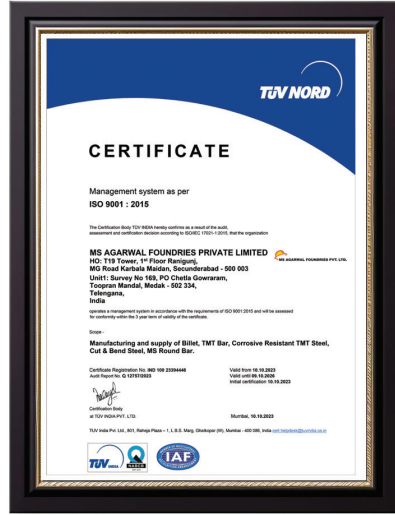 TÜV NORD
CERTIFICATE
Management system as per
ISO 9001 : 2015
The Certification Body TÜV INDIA hereby confirms as a result of the audit,
assessment and certification decision according to ISO/IEC 17021-1:2015, that the organization
MS AGARWAL FOUNDRIES PRIVATE LIMITED
MS AGARWAL FOUNDRIES PVT. LTD.
HO: T19 Tower, 1st Floor Ranigunj,
MG Road Karbala Maidan, Secunderabad - 500 003
Unit1: Survey No 169, PO Chetla Gowraram,
Toopran Mandal, Medak - 502 334,
Telengana,
India
operates a management system in accordance with the requirements of ISO 9001:2015 and will be assessed
for conformity within the 3 year term of validity of the certificate.
Scope -
Manufacturing and supply of Billet, TMT Bar, Corrosive Resistant TMT Steel,
Cut & Bend Steel, MS Round Bar.
Certificate Registration No. IND 100 23394446
Audit Report No. Q 12757/2023
Valid from 10.10.2023
Valid until 09.10.2026
Initial certification 10.10.2023
Certification Body
at TÜV INDIA PVT. LTD.
Mumbai, 10.10.2023
TUV India Pvt. Ltd., 801, Raheja Plaza – 1, L.B.S. Marg, Ghatkopar (W), Mumbai - 400 086, India
TÜV INDIA
NABCB
IAF